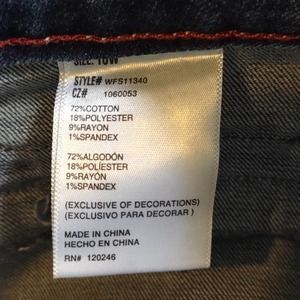 SIZE: 16W
STYLE# WFS11340
CZ# 1060053
72%COTTON
18%POLYESTER
9%RAYON
1%SPANDEX
72%ALGODÓN
18%POLIESTER
9%RAYÓN
1%SPANDEX
(EXCLUSIVE OF DECORATIONS)
(EXCLUSIVO PARA DECORAR )
MADE IN CHINA
HECHO EN CHINA
RN# 120246